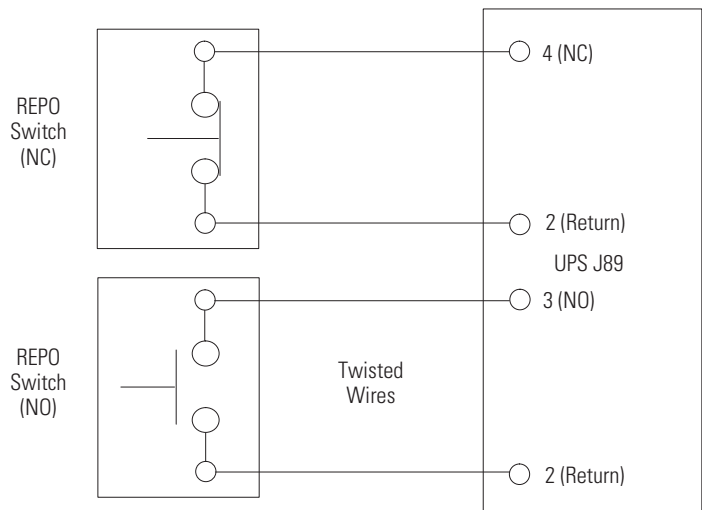 4 (NC)
REPO
Switch
(NC)
2 (Return)
UPS J89
3 (NO)
REPO
Switch
(NO)
Twisted
Wires
2 (Return)